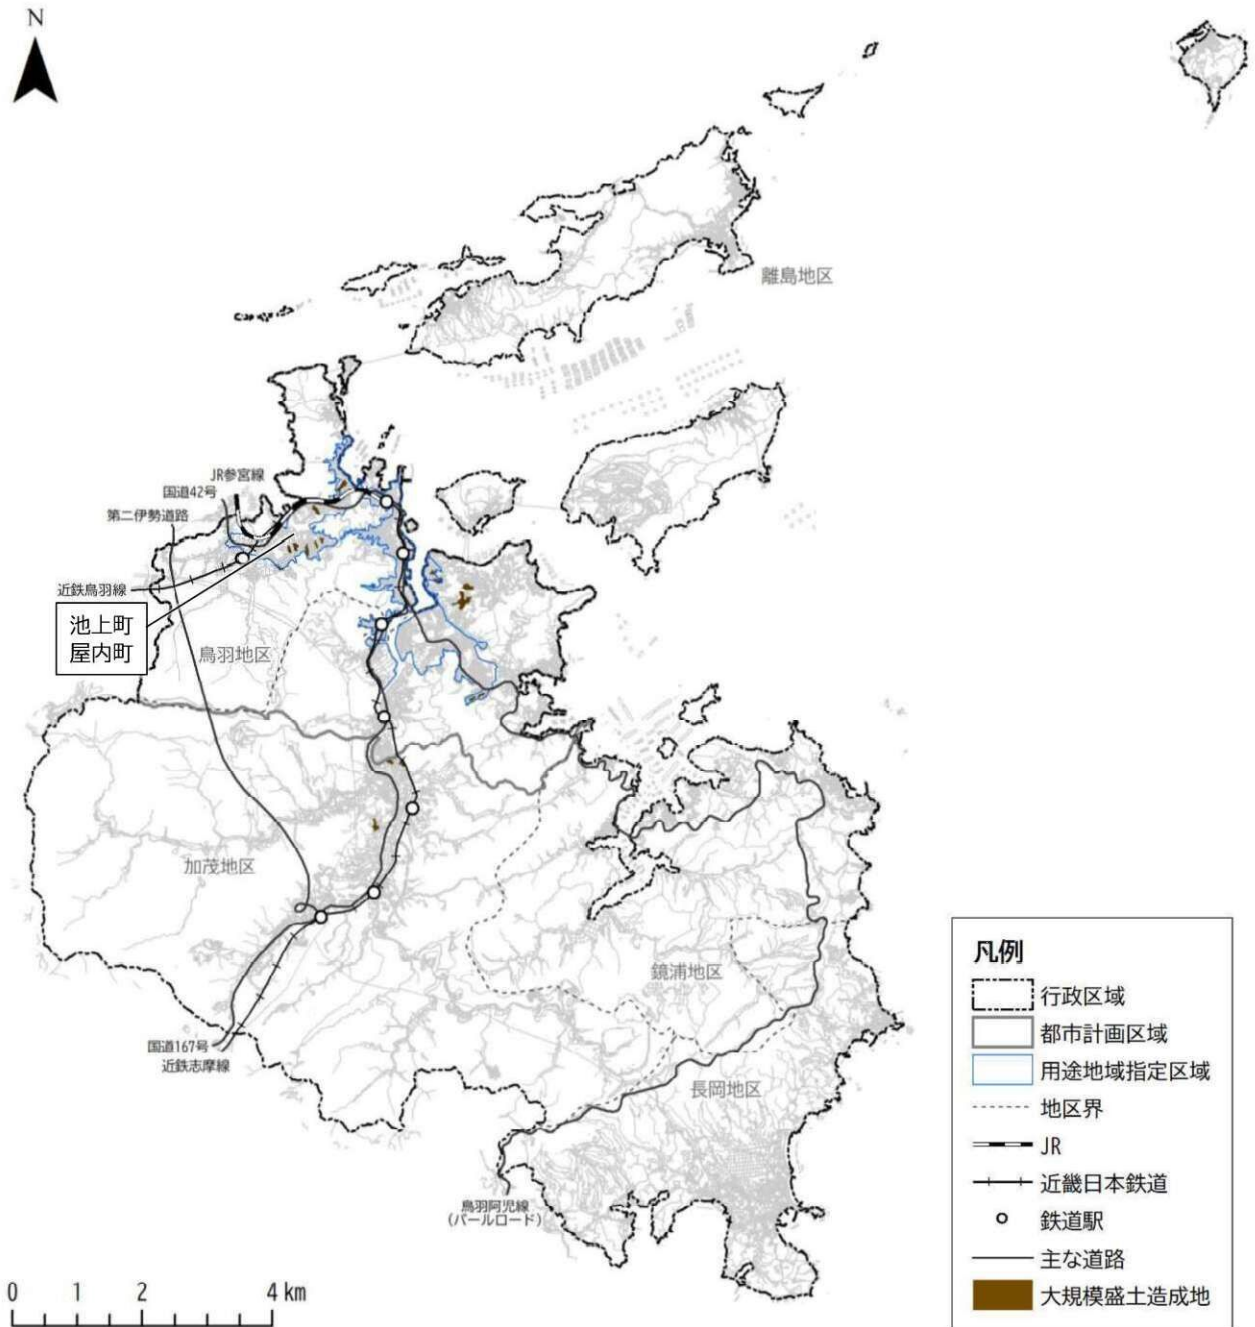 N
離島地区
JR参宮線
国道42号
第二伊勢道路
近鉄鳥羽線
池上町
屋内町
鳥羽地区
加茂地区
鏡浦地区
国道167号
近鉄志摩線
長岡地区
鳥羽阿児線
(パールロード)
凡例
行政区域
都市計画区域
用途地域指定区域
地区界
JR
近畿日本鉄道
鉄道駅
主な道路
大規模盛土造成地
0 1 2 4 km